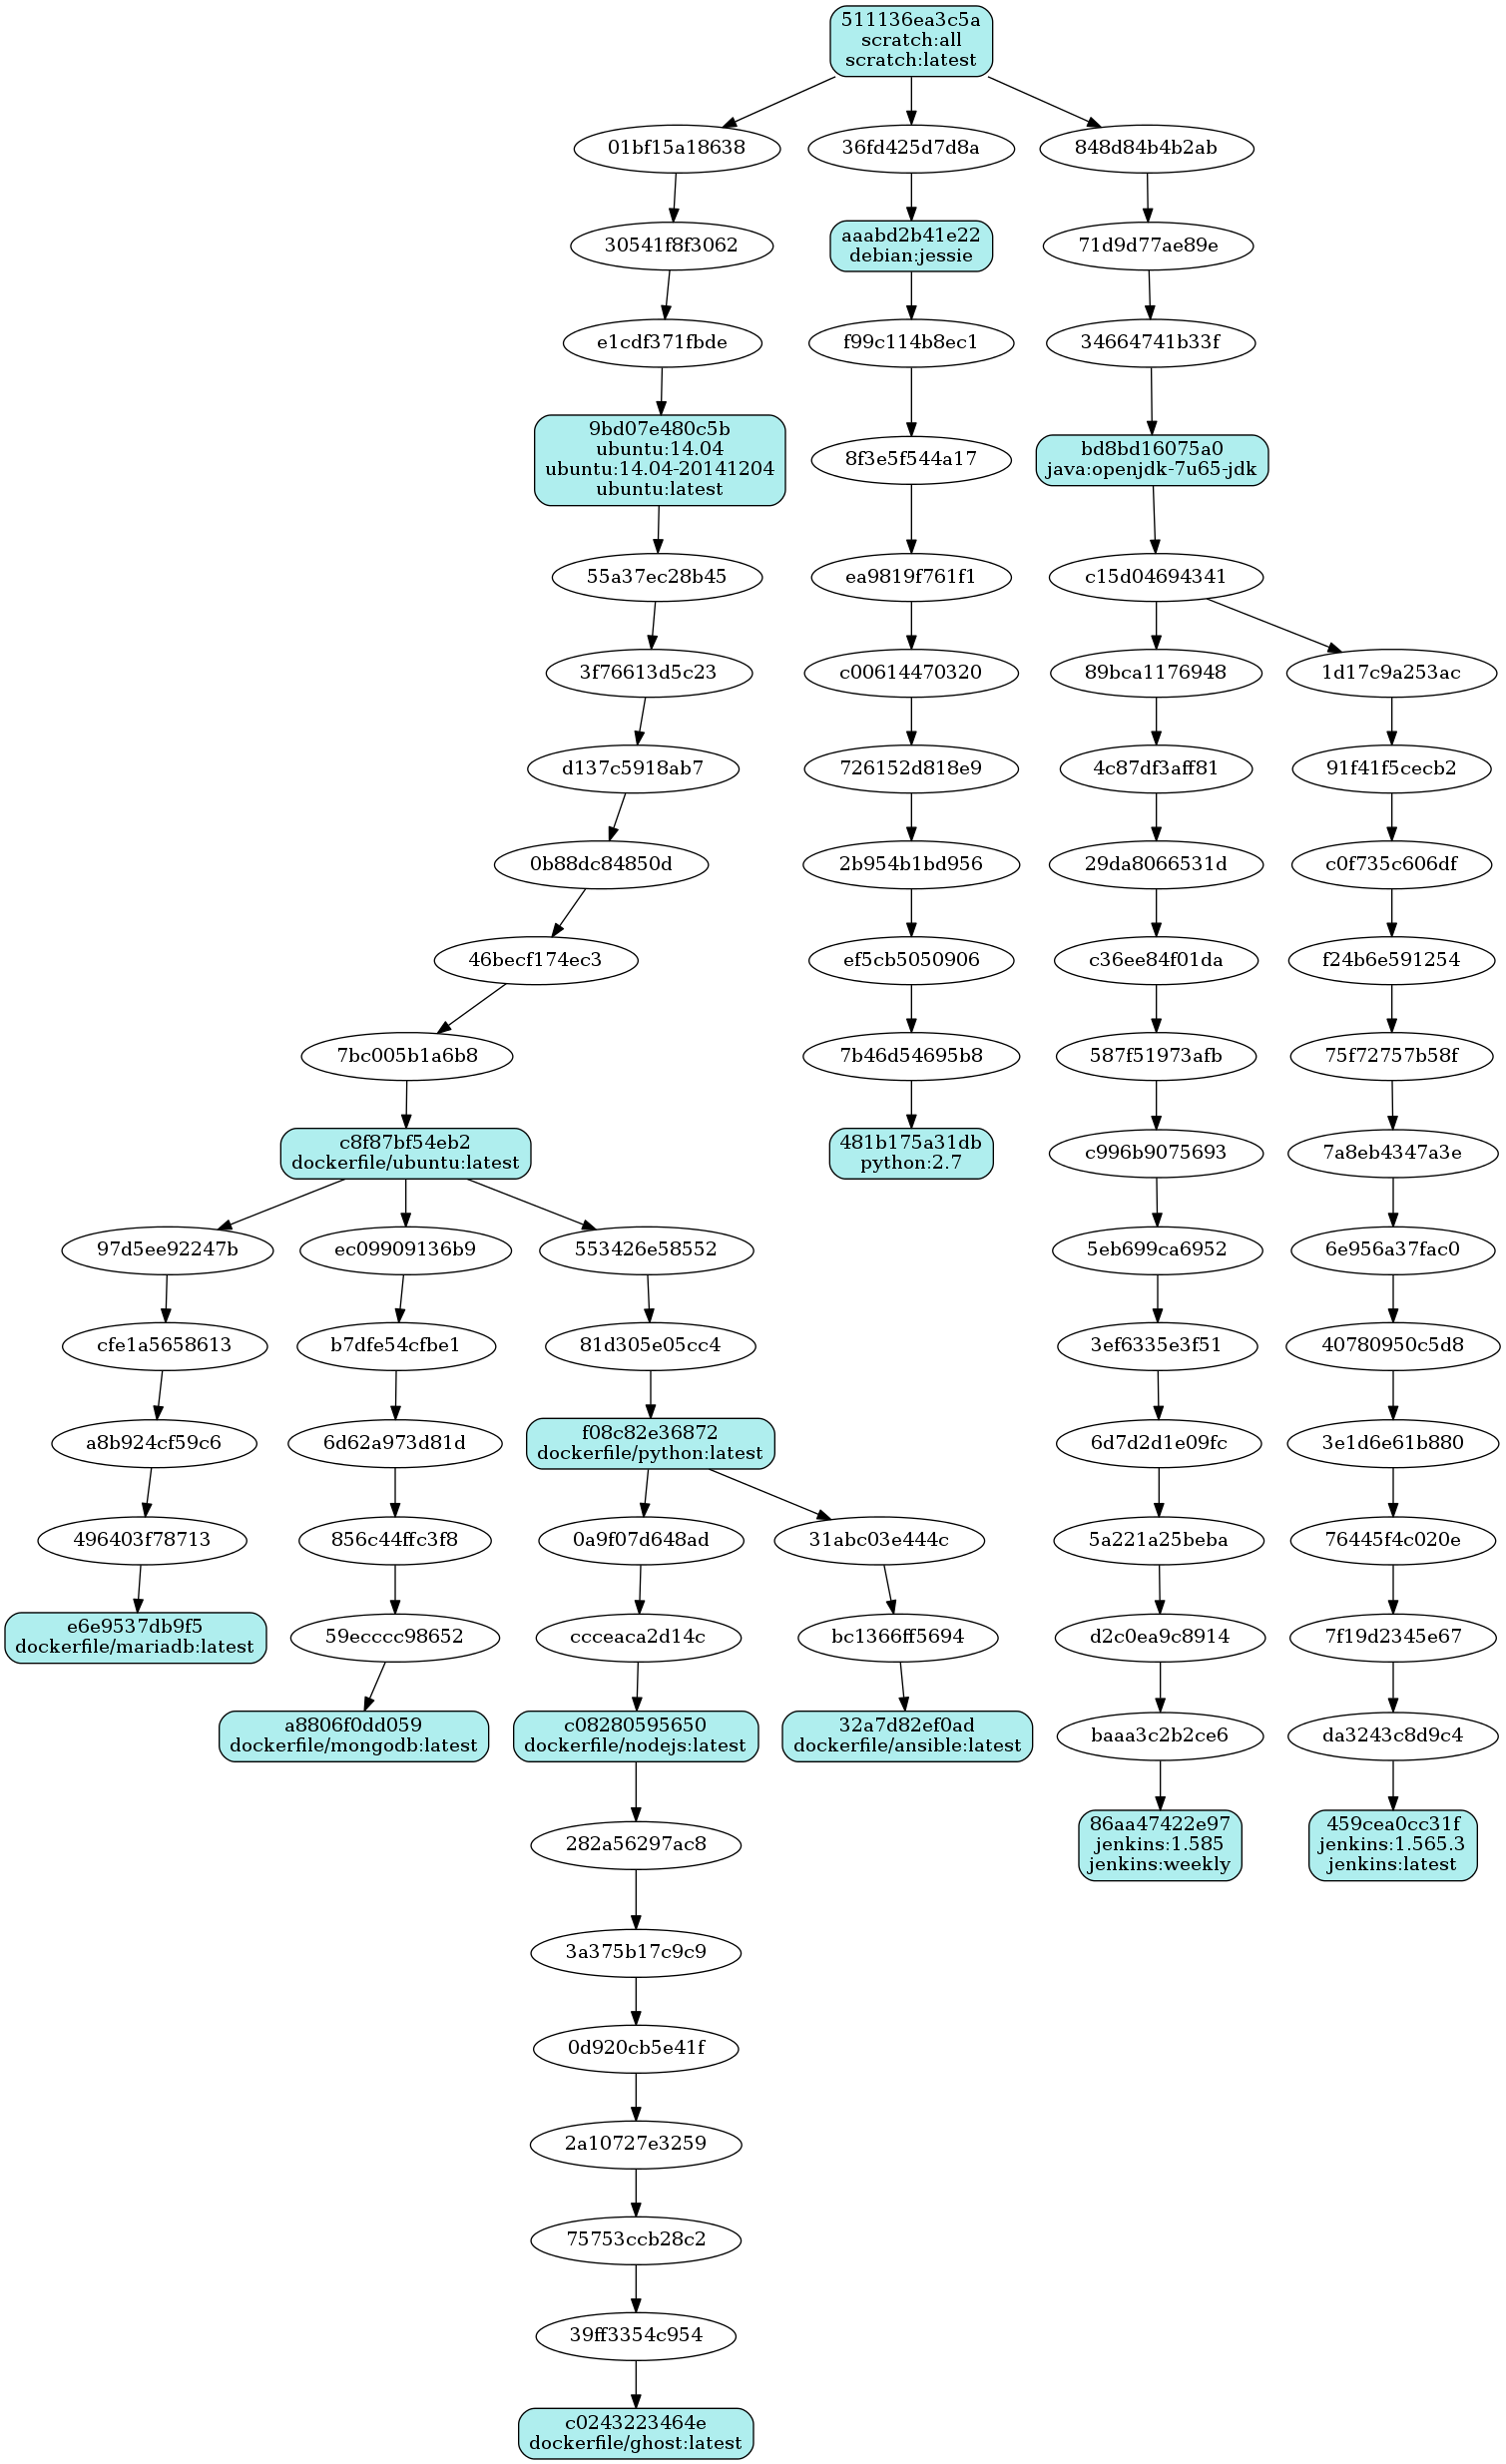 511136ea3c5a
scratch:all
scratch:latest
01bf15a18638
36fd425d7d8a
848d84b4b2ab
30541f8f3062
aaabd2b41e22
debian:jessie
71d9d77ae89e
e1cdf371fbde
f99c114b8ec1
34664741b33f
9bd07e480c5b
ubuntu:14.04
ubuntu:14.04-20141204
ubuntu:latest
8f3e5f544a17
bd8bd16075a0
java:openjdk-7u65-jdk
55a37ec28b45
ea9819f761f1
c15d04694341
3f76613d5c23
c00614470320
89bca1176948
1d17c9a253ac
d137c5918ab7
726152d818e9
4c87df3aff81
91f41f5cecb2
0b88dc84850d
2b954b1bd956
29da8066531d
c0f735c606df
46becf174ec3
ef5cb5050906
c36ee84f01da
f24b6e591254
7bc005b1a6b8
7b46d54695b8
587f51973afb
75f72757b58f
c8f87bf54eb2
dockerfile/ubuntu:latest
481b175a31db
python:2.7
c996b9075693
7a8eb4347a3e
97d5ee92247b
ec09909136b9
553426e58552
5eb699ca6952
6e956a37fac0
cfe1a5658613
b7dfe54cfbe1
81d305e05cc4
3ef6335e3f51
40780950c5d8
a8b924cf59c6
6d62a973d81d
f08c82e36872
dockerfile/python:latest
6d7d2d1e09fc
3e1d6e61b880
496403f78713
856c44ffc3f8
0a9f07d648ad
31abc03e444c
5a221a25beba
76445f4c020e
e6e9537db9f5
dockerfile/mariadb:latest
59ecccc98652
ccceaca2d14c
bc1366ff5694
d2c0ea9c8914
7f19d2345e67
a8806f0dd059
dockerfile/mongodb:latest
c08280595650
dockerfile/nodejs:latest
32a7d82ef0ad
dockerfile/ansible:latest
baaa3c2b2ce6
da3243c8d9c4
282a56297ac8
86aa47422e97
jenkins:1.585
jenkins:weekly
459cea0cc31f
jenkins:1.565.3
jenkins:latest
3a375b17c9c9
0d920cb5e41f
2a10727e3259
75753ccb28c2
39ff3354c954
c0243223464e
dockerfile/ghost:latest